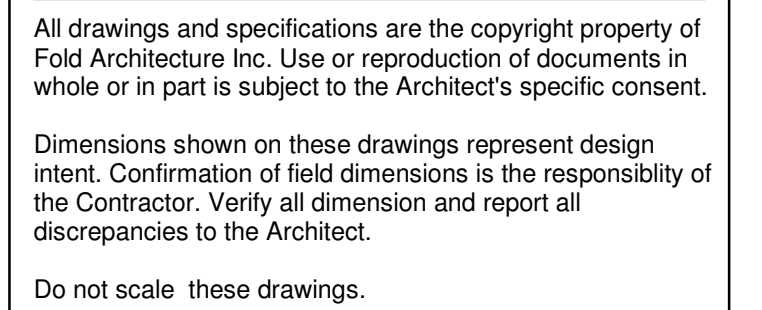 All drawings and specifications are the copyright property of
Fold Architecture Inc. Use or reproduction of documents in
whole or in part is subject to the Architect's specific consent.
Dimensions shown on these drawings represent design
intent. Confirmation of field dimensions is the responsiblity of
the Contractor. Verify all dimension and report all
discrepancies to the Architect.
Do not scale  these drawings.